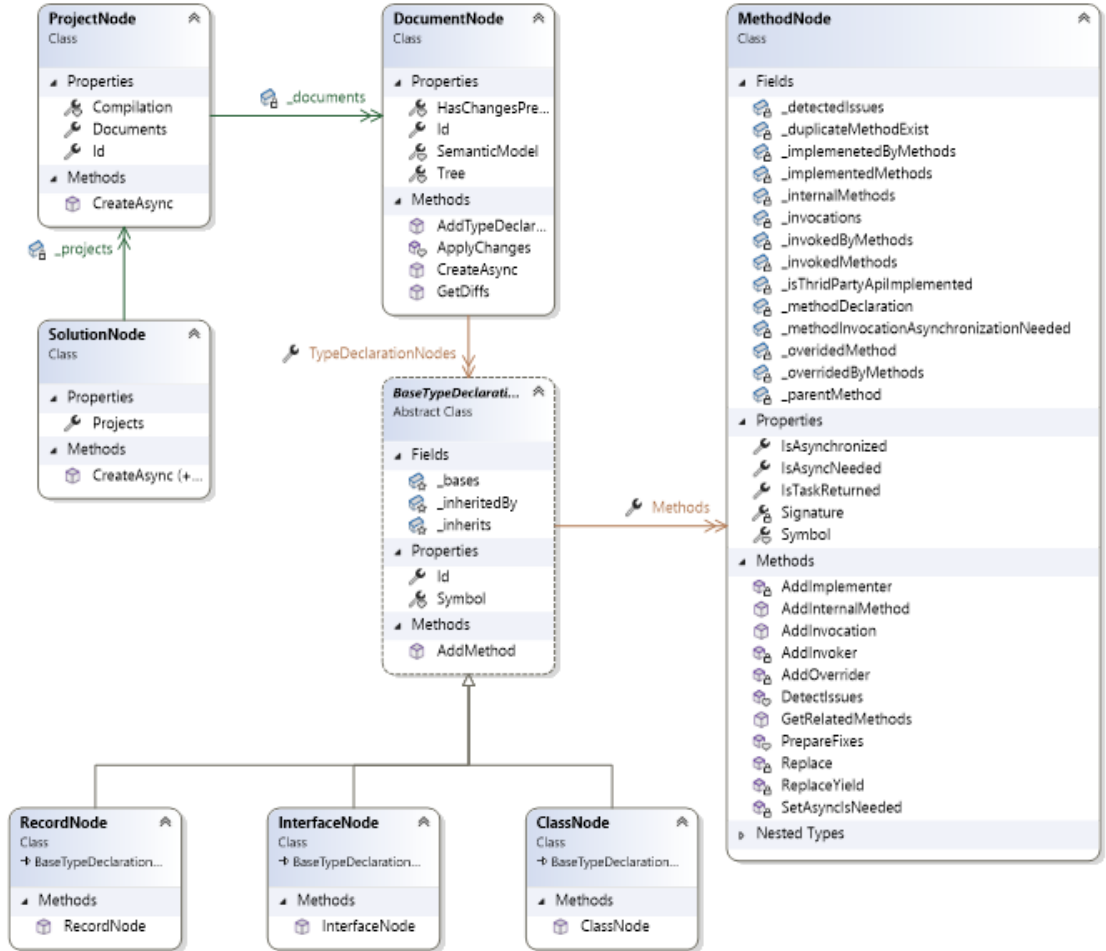 ProjectNode
Class
Properties
Compilation
Documents
Id
Methods
CreateAsync
_documents
DocumentNode
Class
Properties
HasChangesPre...
Id
SemanticModel
Tree
Methods
AddTypeDeclar...
ApplyChanges
CreateAsync
GetDiffs
_projects
SolutionNode
Class
Properties
Projects
Methods
CreateAsync (+...
TypeDeclarationNodes
BaseTypeDeclarati...
Abstract Class
Fields
_bases
_inheritedBy
_inherits
Properties
Id
Symbol
Methods
AddMethod
Methods
MethodNode
Class
Fields
_detectedIssues
_duplicateMethodExist
_implemenetedByMethods
_implementedMethods
_internalMethods
_invocations
_invokedByMethods
_invokedMethods
_isThridPartyApiImplemented
_methodDeclaration
_methodInvocationAsynchronizationNeeded
_overidedMethod
_overridedByMethods
_parentMethod
Properties
IsAsynchronized
IsAsyncNeeded
IsTaskReturned
Signature
Symbol
Methods
AddImplementer
AddInternalMethod
AddInvocation
AddInvoker
AddOverrider
DetectIssues
GetRelatedMethods
PrepareFixes
Replace
ReplaceYield
SetAsyncIsNeeded
Nested Types
RecordNode
Class
BaseTypeDeclaration...
Methods
RecordNode
InterfaceNode
Class
BaseTypeDeclaration...
Methods
InterfaceNode
ClassNode
Class
BaseTypeDeclaration...
Methods
ClassNode